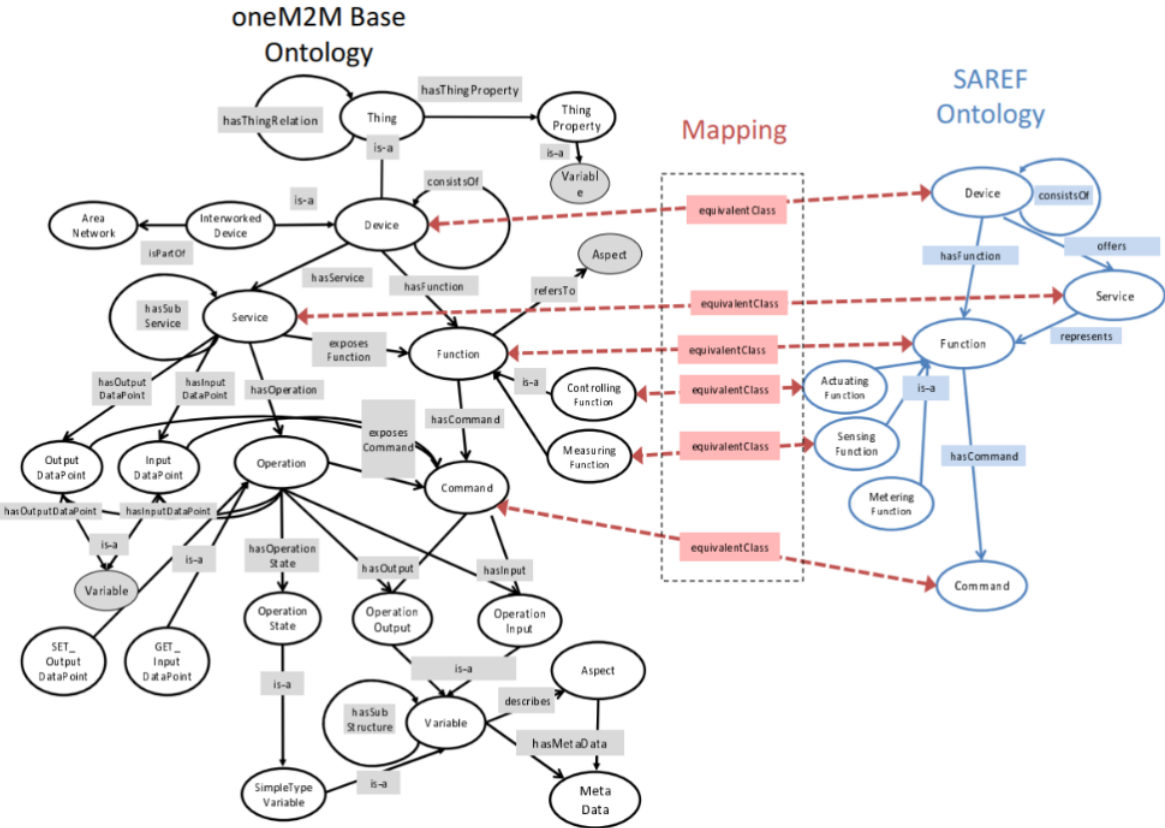 oneM2M Base
Ontology
SAREF
Ontology
Mapping
hasThingProperty
hasThingRelation
Thing
Thing
Property
is-a
is-a
Variabl
e
consistsOf
is-a
Area
Network
Interworked
Device
Device
isPartOf
equivalentClass
Device
consistsOf
Aspect
hasService
hasFunction
refersTo
hasFunction
offers
hasSub
Service
Service
equivalentClass
Service
exposes
Function
Function
equivalentClass
Function
represents
hasOutput
DataPoint
hasInput
DataPoint
hasOperation
is-a
Controlling
Function
equivalentClass
Actuating
Function
is-a
hasCommand
exposes
Command
Measuring
Function
equivalentClass
Sensing
Function
hasCommand
Output
DataPoint
Input
DataPoint
Operation
Command
Metering
Function
hasOutputDataPoint
hasInputDataPoint
is-a
is-a
hasOperation
State
hasOutput
hasInput
equivalentClass
Command
Variable
Operation
State
Operation
Output
Operation
Input
SET_
Output
DataPoint
GET_
Input
DataPoint
is-a
is-a
Aspect
hasSub
Structure
Variable
describes
hasMetaData
SimpleType
Variable
is-a
Meta
Data